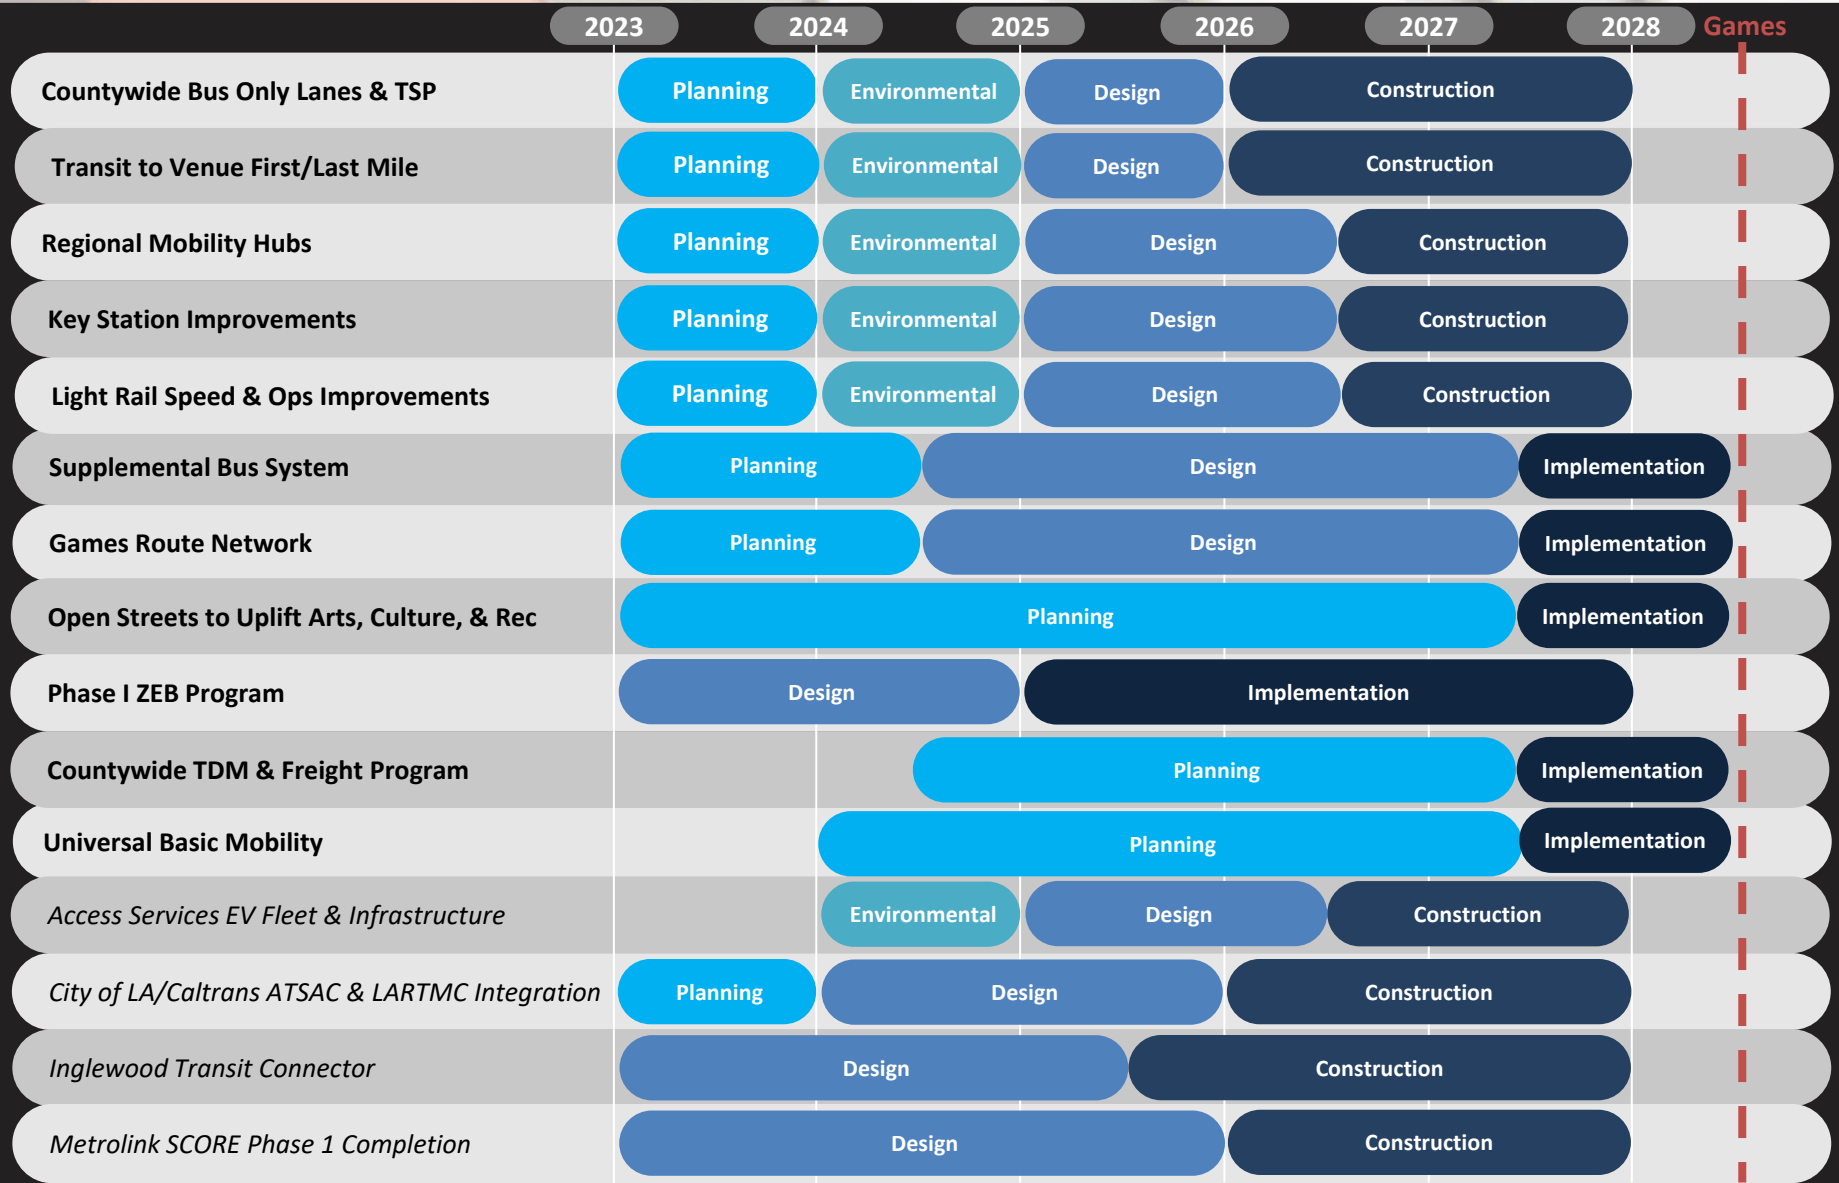 2023 2024 2025 2026 2027 2028 Games
Countywide Bus Only Lanes & TSP Planning Environmental Design Construction
Transit to Venue First/Last Mile Planning Environmental Design Construction
Regional Mobility Hubs Planning Environmental Design Construction
Key Station Improvements Planning Environmental Design Construction
Light Rail Speed & Ops Improvements Planning Environmental Design Construction
Supplemental Bus System Planning Design Implementation
Games Route Network Planning Design Implementation
Open Streets to Uplift Arts, Culture, & Rec Planning Implementation
Phase I ZEB Program Design Implementation
Countywide TDM & Freight Program Planning Implementation
Universal Basic Mobility Planning Implementation
Access Services EV Fleet & Infrastructure Environmental Design Construction
City of LA/Caltrans ATSAC & LARTMC Integration Planning Design Construction
Inglewood Transit Connector Design Construction
Metrolink SCORE Phase 1 Completion Design Construction